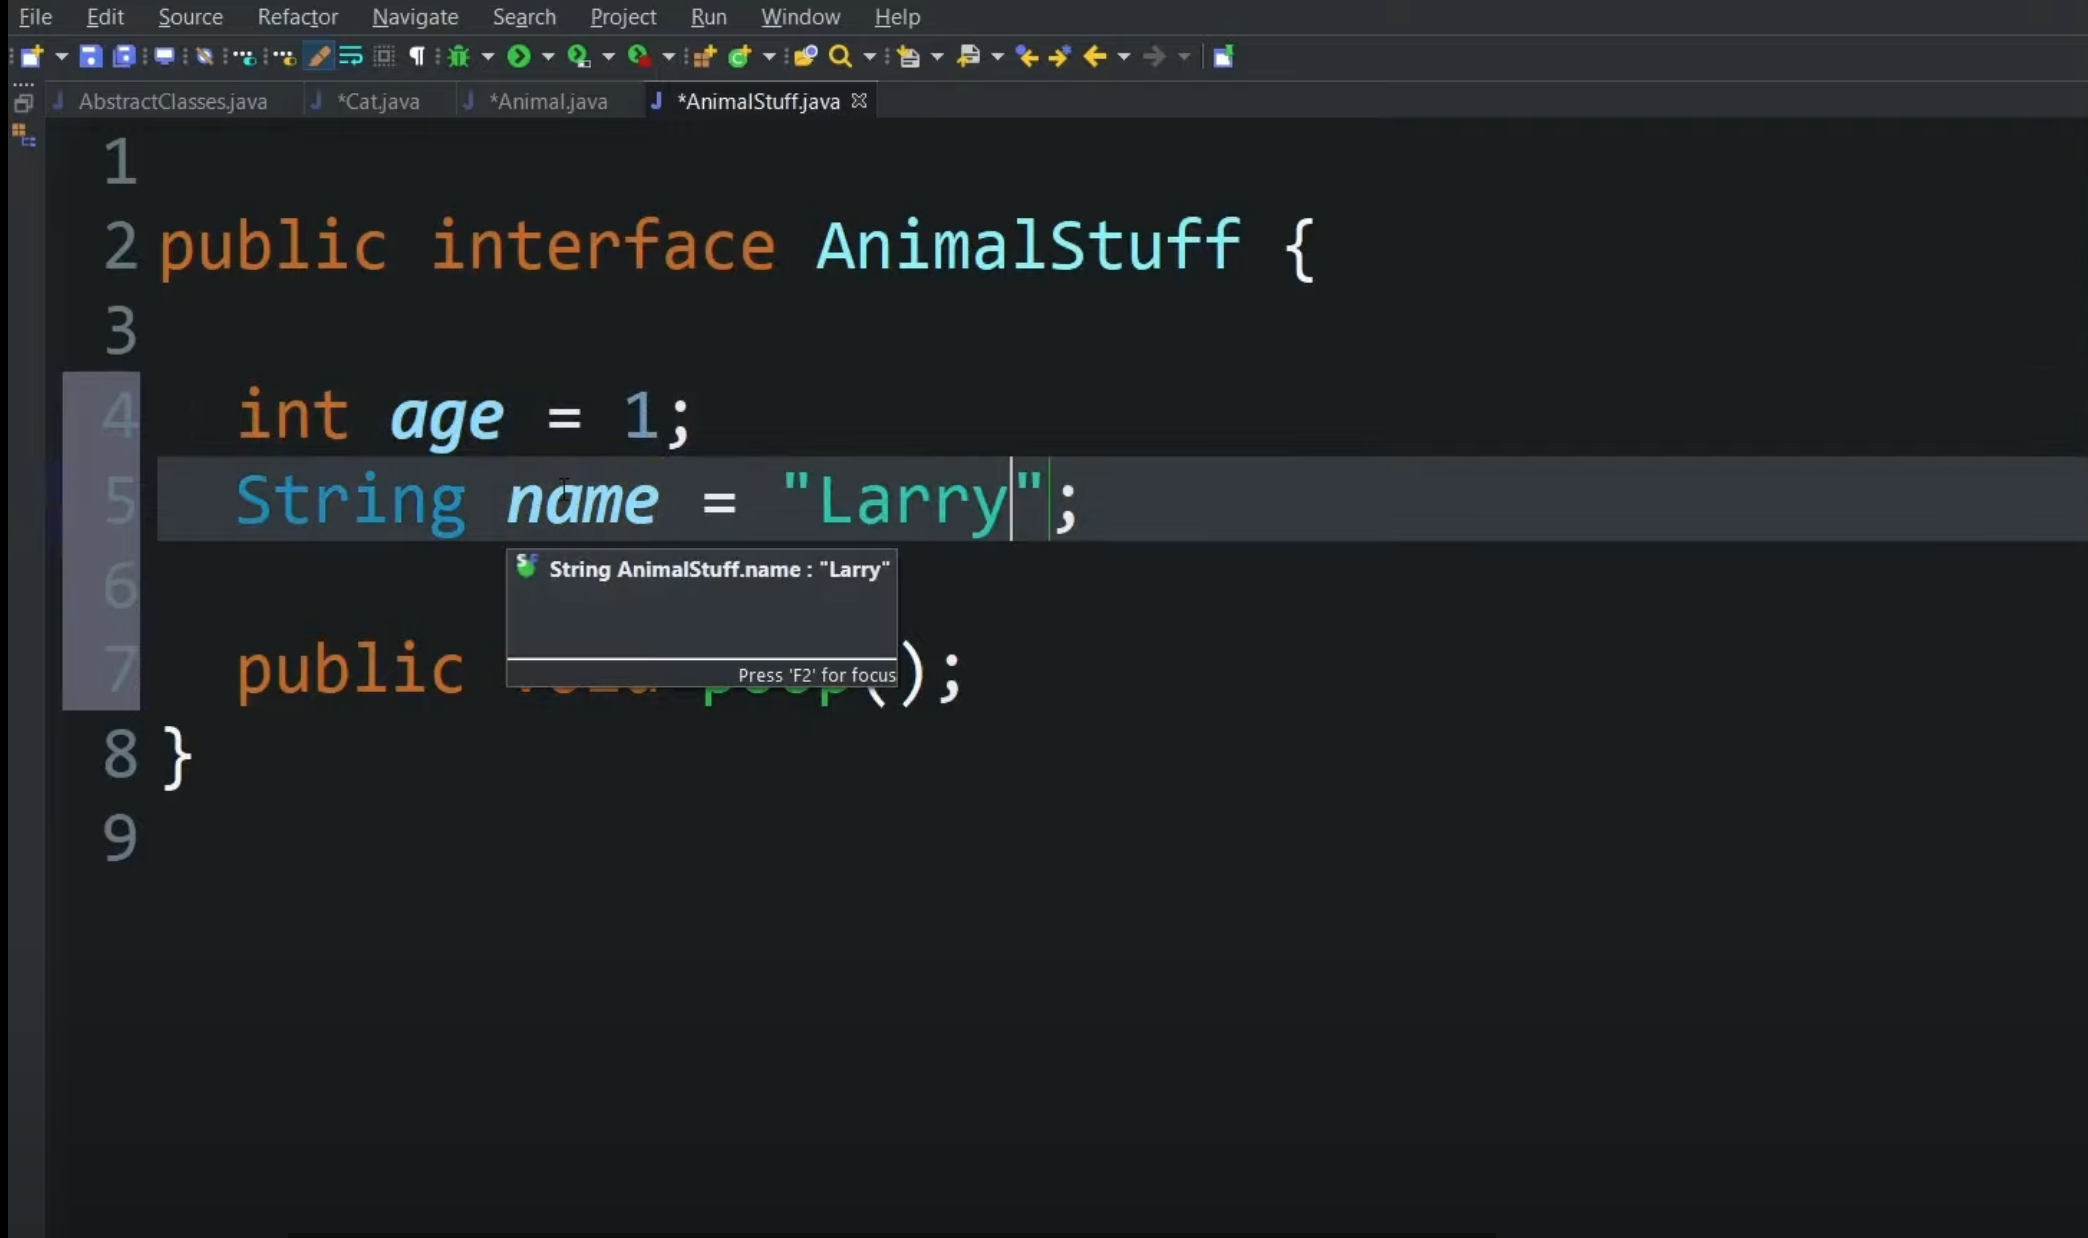 File Edit Source Refactor Navigate Search Project Run Window Help
AbstractClasses.java *Cat.java *Animal.java *AnimalStuff.java
1
2 public interface AnimalStuff {
3
4 int age = 1;
5 String name = "Larry";
String AnimalStuff.name : "Larry"
6
Press 'F2' for focus
7 public void poop();
8 }
9